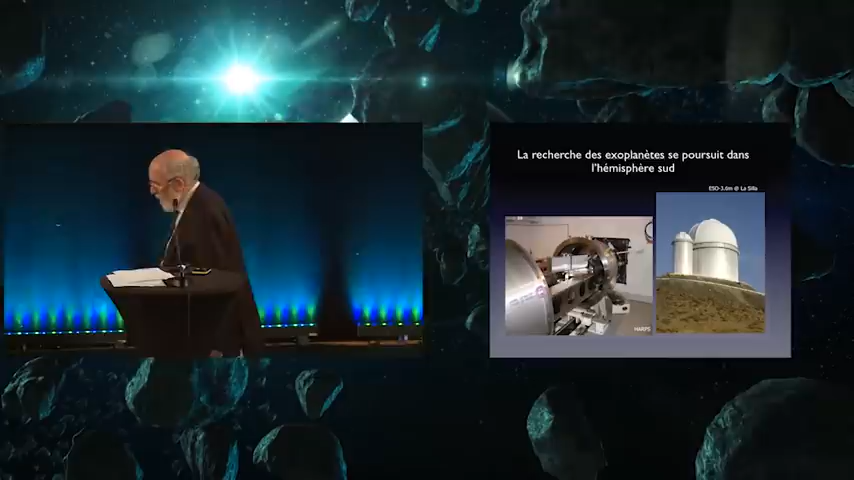 La recherche des exoplanètes se poursuit dans
l'hémisphère sud
ESO-3.6m @ La Silla
HARPS